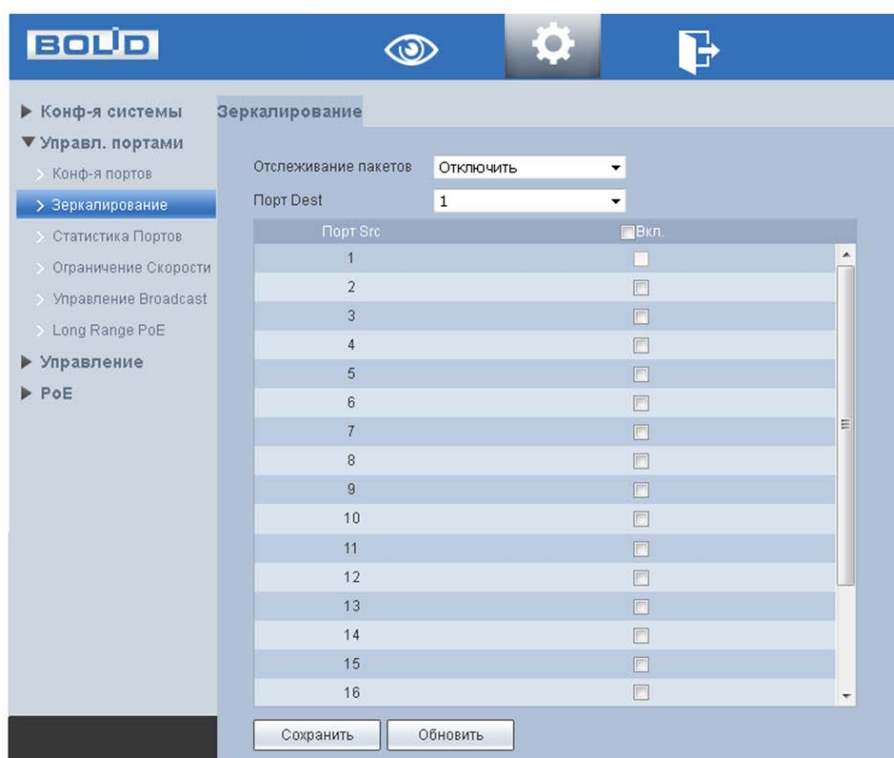 BOLID
Конф-я системы
Управл. портами
Конф-я портов
Зеркалирование
Статистика Портов
Ограничение Скорости
Управление Broadcast
Long Range PoE
Управление
PoE
Зеркалирование
Отслеживание пакетов Отключить
Порт Dest 1
Порт Src Вкл.
1
2
3
4
5
6
7
8
9
10
11
12
13
14
15
16
Сохранить Обновить